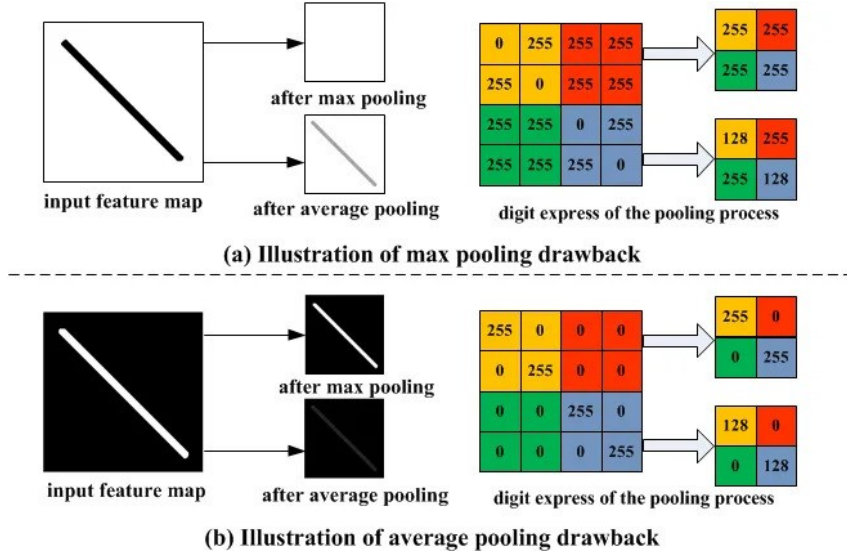 0 255 255 255
255 0 255 255
255 255 0 255
255 255 255 0
255 255
255 255
128 255
255 128
after max pooling
after average pooling
input feature map
digit express of the pooling process
(a) Illustration of max pooling drawback
255 0 0 0
0 255 0 0
0 0 255 0
0 0 0 255
255 0
0 255
128 0
0 128
after max pooling
after average pooling
input feature map
digit express of the pooling process
(b) Illustration of average pooling drawback